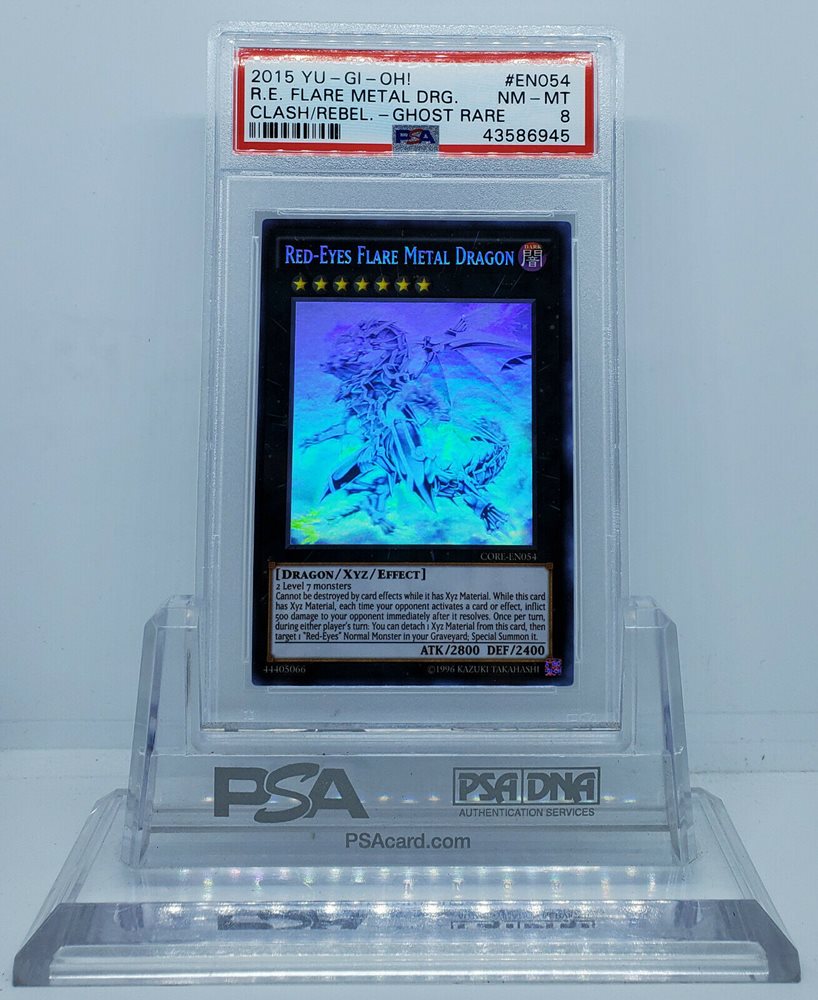 2015 YU-GI-OH! #EN054
R.E. FLARE METAL DRG. NM-MT
CLASH/REBEL.-GHOST RARE 8
PSA 43586945
RED-EYES FLARE METAL DRAGON
DARK
闇
CORE-EN054
[DRAGON/XYZ/EFFECT]
2 Level 7 monsters
Cannot be destroyed by card effects while it has Xyz Material. While this card
has Xyz Material, each time your opponent activates a card or effect, inflict
500 damage to your opponent immediately after it resolves. Once per turn,
during either player's turn: You can detach 1 Xyz Material from this card, then
target 1 "Red-Eyes" Normal Monster in your Graveyard; Special Summon it.
ATK/2800 DEF/2400
44405066 ©1996 KAZUKI TAKAHASHI
PSA PSA DNA
AUTHENTICATION SERVICES
PSAcard.com